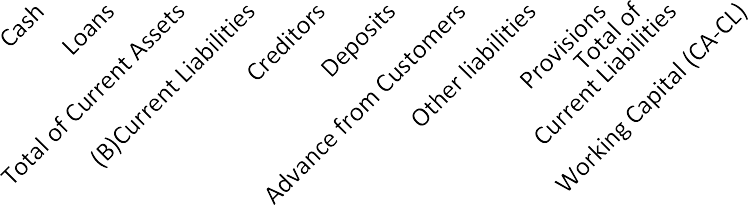 Cash
Loans
Total of Current Assets
(B)Current Liabilities
Creditors
Deposits
Advance from Customers
Other liabilities
Provisions
Total of
Current Liabilities
Working Capital (CA-CL)